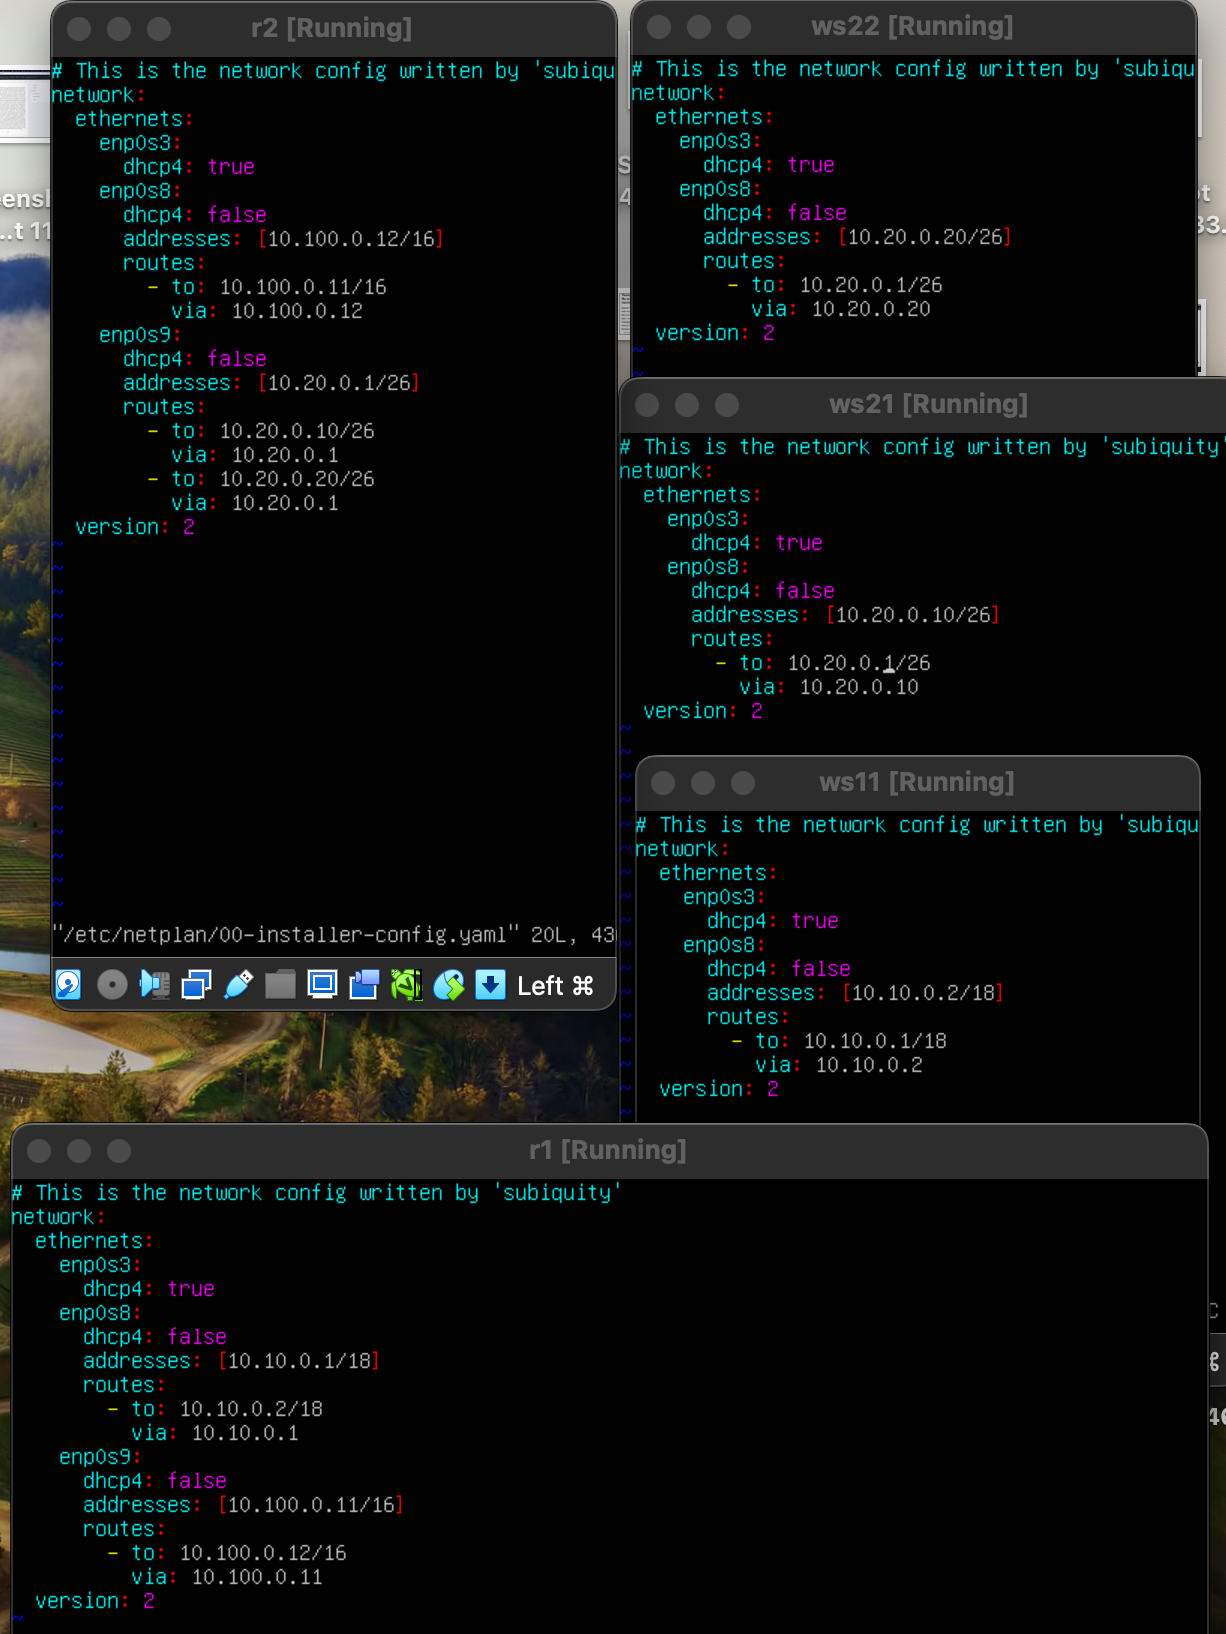 r2 [Running]
# This is the network config written by 'subiqu
network:
  ethernets:
    enp0s3:
      dhcp4: true
    enp0s8:
      dhcp4: false
      addresses: [10.100.0.12/16]
      routes:
        - to: 10.100.0.11/16
          via: 10.100.0.12
    enp0s9:
      dhcp4: false
      addresses: [10.20.0.1/26]
      routes:
        - to: 10.20.0.10/26
          via: 10.20.0.1
        - to: 10.20.0.20/26
          via: 10.20.0.1
  version: 2
"/etc/netplan/00-installer-config.yaml" 20L, 43
Left ⌘
ws22 [Running]
# This is the network config written by 'subiqu
network:
  ethernets:
    enp0s3:
      dhcp4: true
    enp0s8:
      dhcp4: false
      addresses: [10.20.0.20/26]
      routes:
        - to: 10.20.0.1/26
          via: 10.20.0.20
  version: 2
ws21 [Running]
# This is the network config written by 'subiquity'
network:
  ethernets:
    enp0s3:
      dhcp4: true
    enp0s8:
      dhcp4: false
      addresses: [10.20.0.10/26]
      routes:
        - to: 10.20.0.1/26
          via: 10.20.0.10
  version: 2
ws11 [Running]
# This is the network config written by 'subiqu
network:
  ethernets:
    enp0s3:
      dhcp4: true
    enp0s8:
      dhcp4: false
      addresses: [10.10.0.2/18]
      routes:
        - to: 10.10.0.1/18
          via: 10.10.0.2
  version: 2
r1 [Running]
# This is the network config written by 'subiquity'
network:
  ethernets:
    enp0s3:
      dhcp4: true
    enp0s8:
      dhcp4: false
      addresses: [10.10.0.1/18]
      routes:
        - to: 10.10.0.2/18
          via: 10.10.0.1
    enp0s9:
      dhcp4: false
      addresses: [10.100.0.11/16]
      routes:
        - to: 10.100.0.12/16
          via: 10.100.0.11
  version: 2